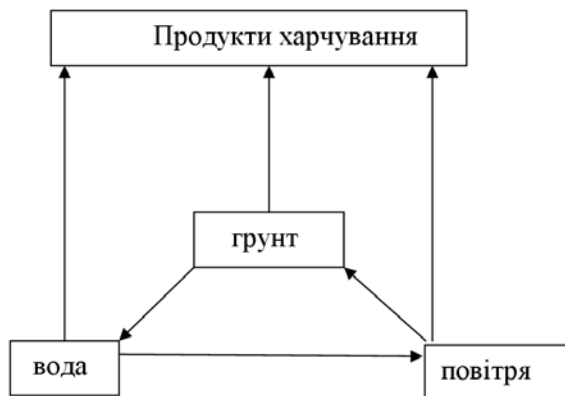 Продукти харчування
грунт
вода
повітря